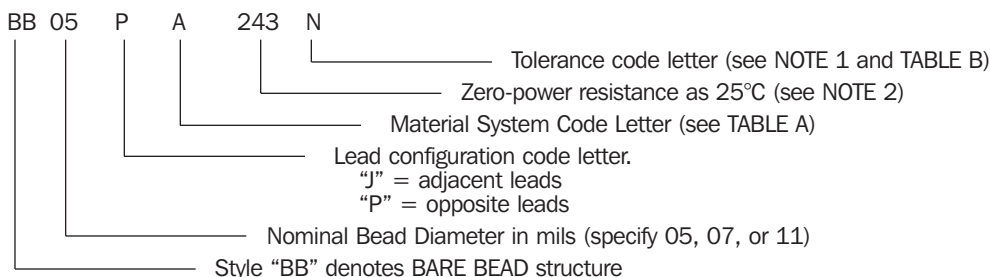 BB 05 P A 243 N
Tolerance code letter (see NOTE 1 and TABLE B)
Zero-power resistance as 25°C (see NOTE 2)
Material System Code Letter (see TABLE A)
Lead configuration code letter.
“J” = adjacent leads
“P” = opposite leads
Nominal Bead Diameter in mils (specify 05, 07, or 11)
Style “BB” denotes BARE BEAD structure